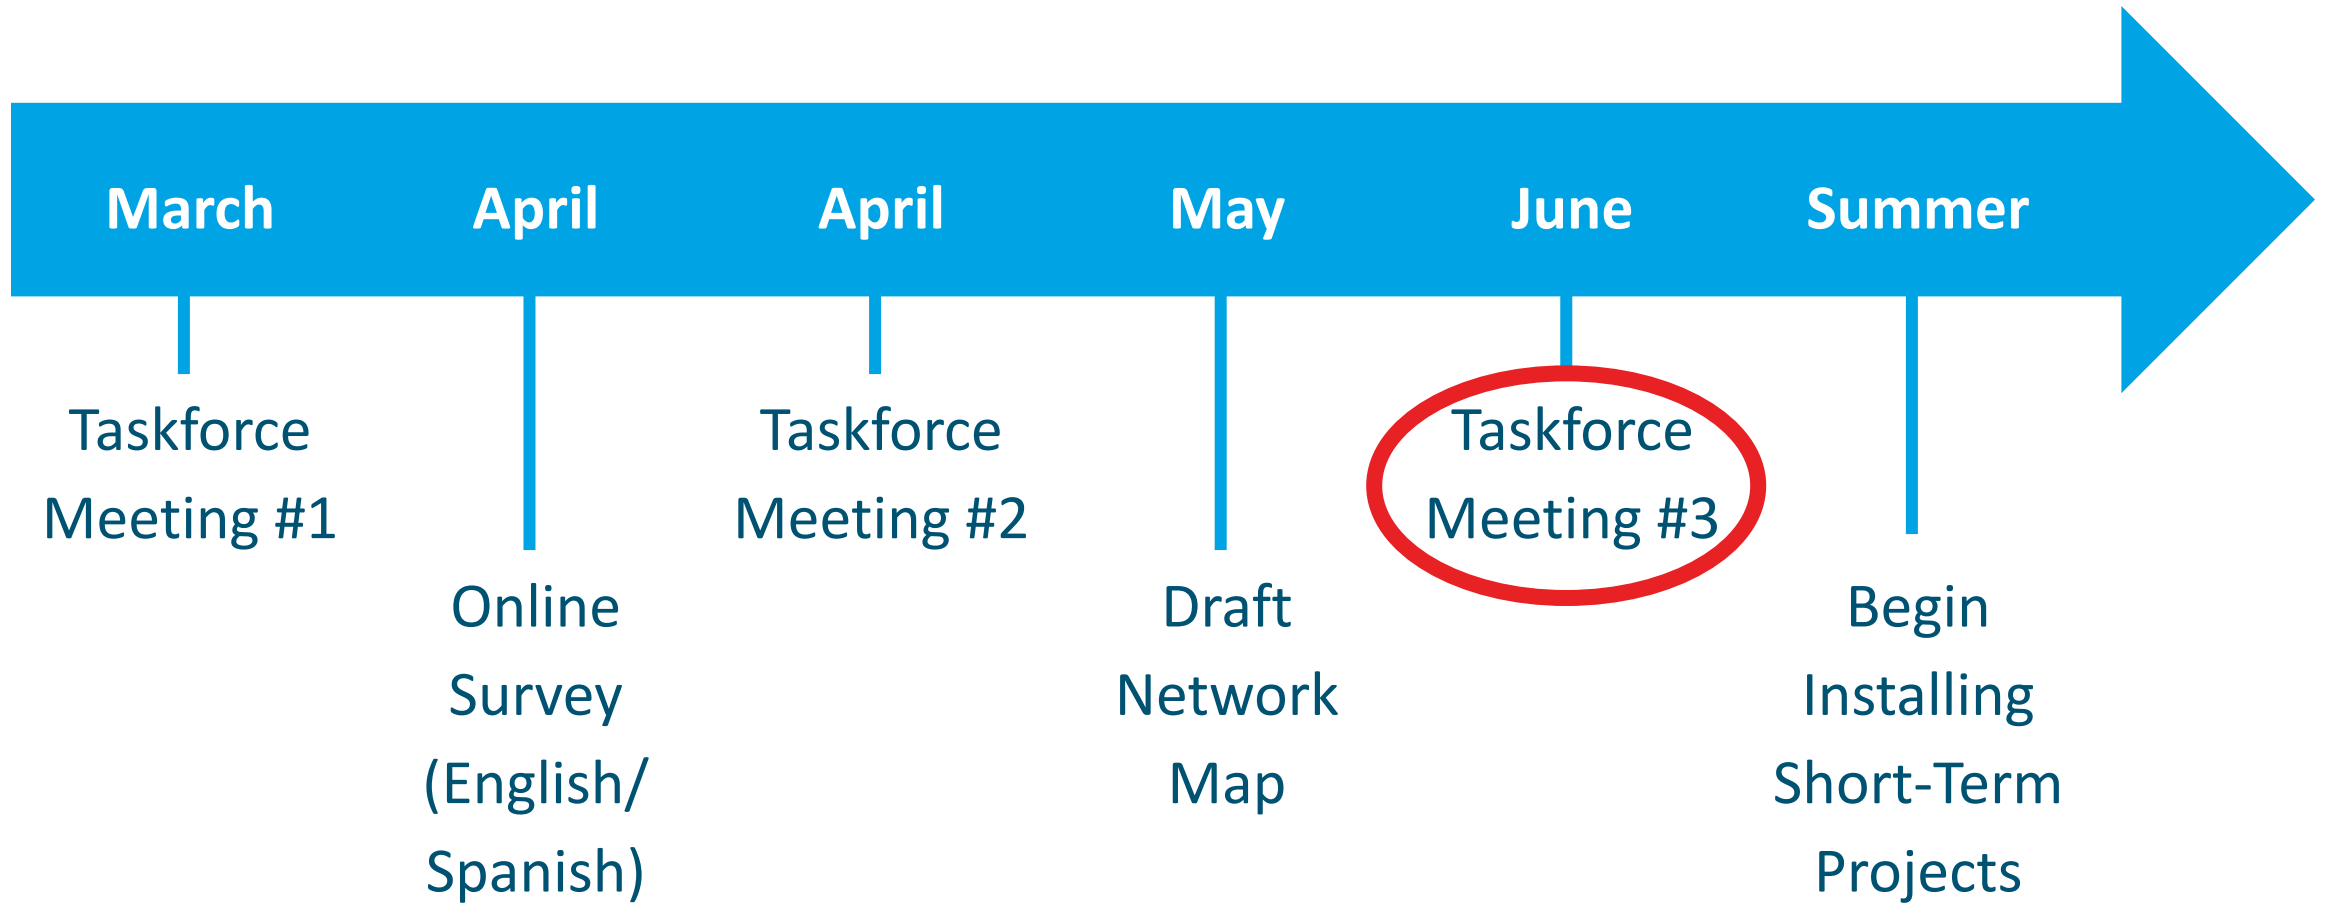 March
April
April
May
June
Summer
Taskforce
Meeting #1
Online
Survey
(English/
Spanish)
Taskforce
Meeting #2
Draft
Network
Map
Taskforce
Meeting #3
Begin
Installing
Short-Term
Projects